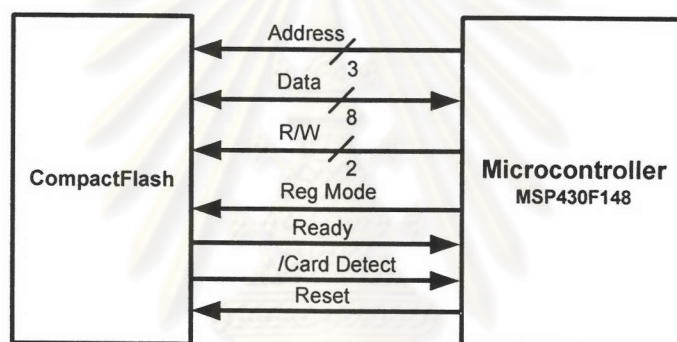 Address
3
Data
8
R/W
2
CompactFlash
Microcontroller
MSP430F148
Reg Mode
Ready
/Card Detect
Reset